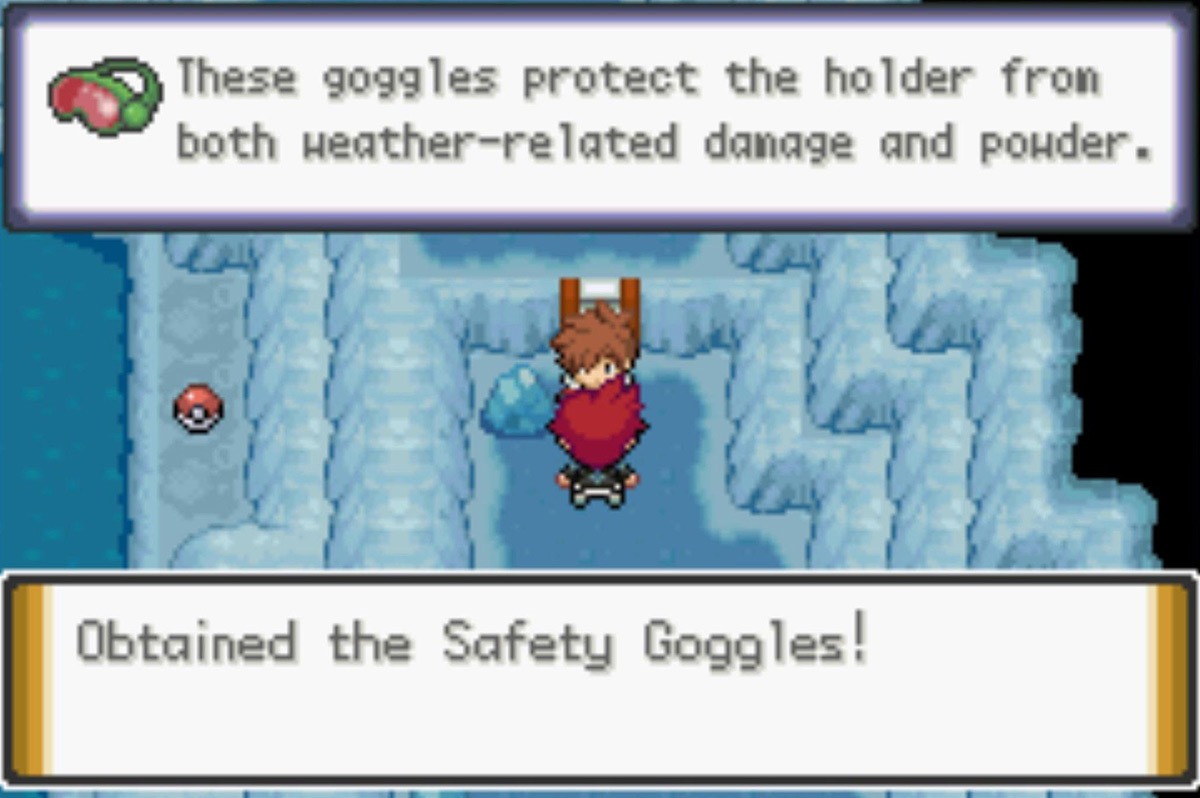 These goggles protect the holder from
both weather-related damage and powder.
Obtained the Safety Goggles!